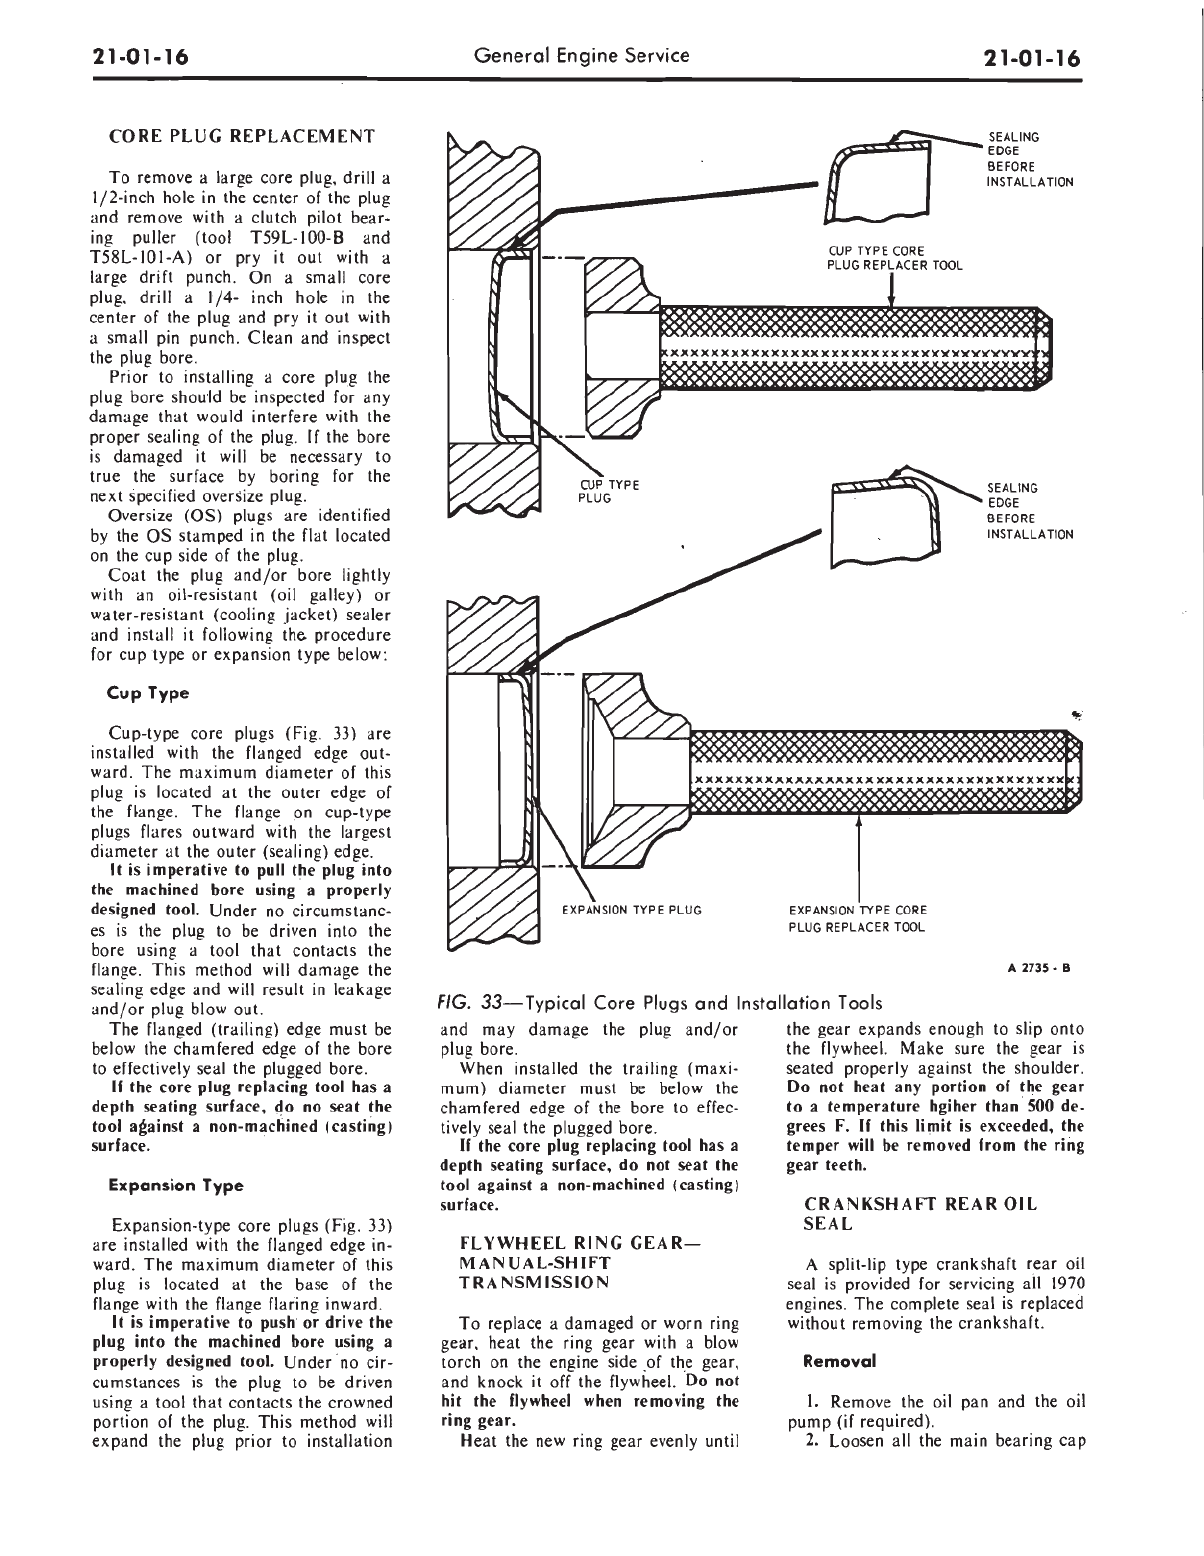 21-01-16
General Engine Service
21-01-16
CORE PLUG REPLACEMENT
To remove a large core plug, drill a
1/2-inch hole in the center of the plug
and remove with a clutch pilot bear-
ing puller (tool T59L-100-B and
T58L-101-A) or pry it out with a
large drift punch. On a small core
plug, drill a 1/4- inch hole in the
center of the plug and pry it out with
a small pin punch. Clean and inspect
the plug bore.
Prior to installing a core plug the
plug bore should be inspected for any
damage that would interfere with the
proper sealing of the plug. If the bore
is damaged it will be necessary to
true the surface by boring for the
next specified oversize plug.
Oversize (OS) plugs are identified
by the OS stamped in the flat located
on the cup side of the plug.
Coat the plug and/or bore lightly
with an oil-resistant (oil galley) or
water-resistant (cooling jacket) sealer
and install it following the procedure
for cup type or expansion type below:
Cup Type
Cup-type core plugs (Fig. 33) are
installed with the flanged edge out-
ward. The maximum diameter of this
plug is located at the outer edge of
the flange. The flange on cup-type
plugs flares outward with the largest
diameter at the outer (sealing) edge.
It is imperative to pull the plug into
the machined bore using a properly
designed tool. Under no circumstanc-
es is the plug to be driven into the
bore using a tool that contacts the
flange. This method will damage the
sealing edge and will result in leakage
and/or plug blow out.
The flanged (trailing) edge must be
below the chamfered edge of the bore
to effectively seal the plugged bore.
If the core plug replacing tool has a
depth seating surface, do no seat the
tool against a non-machined (casting)
surface.
Expansion Type
Expansion-type core plugs (Fig. 33)
are installed with the flanged edge in-
ward. The maximum diameter of this
plug is located at the base of the
flange with the flange flaring inward.
It is imperative to push or drive the
plug into the machined bore using a
properly designed tool. Under no cir-
cumstances is the plug to be driven
using a tool that contacts the crowned
portion of the plug. This method will
expand the plug prior to installation
SEALING
EDGE
BEFORE
INSTALLATION
CUP TYPE CORE
PLUG REPLACER TOOL
CUP TYPE
PLUG
SEALING
EDGE
BEFORE
INSTALLATION
EXPANSION TYPE PLUG
EXPANSION TYPE CORE
PLUG REPLACER TOOL
A 2735 - B
FIG. 33—Typical Core Plugs and Installation Tools
and may damage the plug and/or
plug bore.
When installed the trailing (maxi-
mum) diameter must be below the
chamfered edge of the bore to effec-
tively seal the plugged bore.
If the core plug replacing tool has a
depth seating surface, do not seat the
tool against a non-machined (casting)
surface.
FLYWHEEL RING GEAR—
MANUAL-SHIFT
TRANSMISSION
To replace a damaged or worn ring
gear, heat the ring gear with a blow
torch on the engine side of the gear,
and knock it off the flywheel. Do not
hit the flywheel when removing the
ring gear.
Heat the new ring gear evenly until
the gear expands enough to slip onto
the flywheel. Make sure the gear is
seated properly against the shoulder.
Do not heat any portion of the gear
to a temperature hgiher than 500 de-
grees F. If this limit is exceeded, the
temper will be removed from the ring
gear teeth.
CRANKSHAFT REAR OIL
SEAL
A split-lip type crankshaft rear oil
seal is provided for servicing all 1970
engines. The complete seal is replaced
without removing the crankshaft.
Removal
1. Remove the oil pan and the oil
pump (if required).
2. Loosen all the main bearing cap